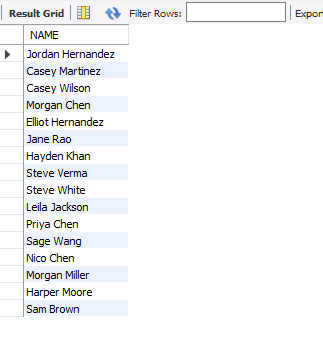 Result Grid Filter Rows: Export
NAME
Jordan Hernandez
Casey Martinez
Casey Wilson
Morgan Chen
Elliot Hernandez
Jane Rao
Hayden Khan
Steve Verma
Steve White
Leila Jackson
Priya Chen
Sage Wang
Nico Chen
Morgan Miller
Harper Moore
Sam Brown